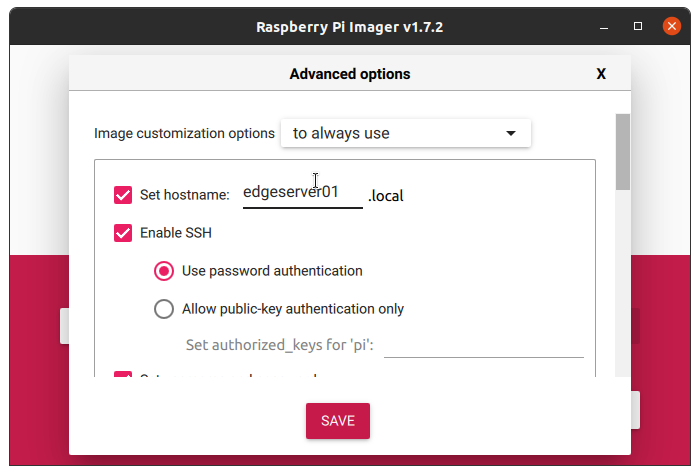 Raspberry Pi Imager v1.7.2
Advanced options X
Image customization options to always use
Set hostname: edgeserver01 .local
Enable SSH
Use password authentication
Allow public-key authentication only
Set authorized_keys for 'pi':
SAVE